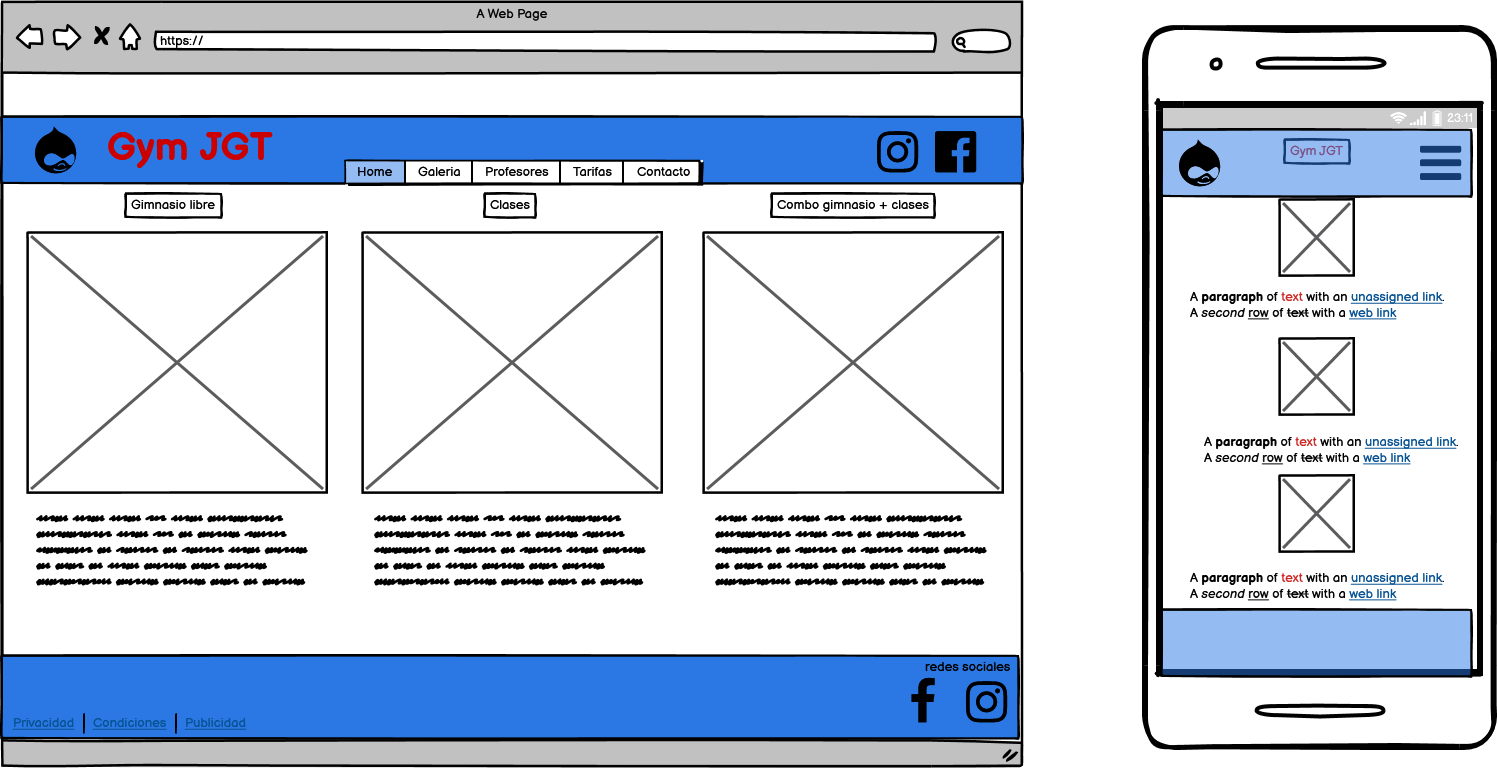 A Web Page
https://
Gym JGT
Home Galeria Profesores Tarifas Contacto
Gimnasio libre
Clases
Combo gimnasio + clases
redes sociales
Privacidad Condiciones Publicidad
23:11
Gym JGT
A paragraph of text with an unassigned link.
A second row of text with a web link
A paragraph of text with an unassigned link.
A second row of text with a web link
A paragraph of text with an unassigned link.
A second row of text with a web link